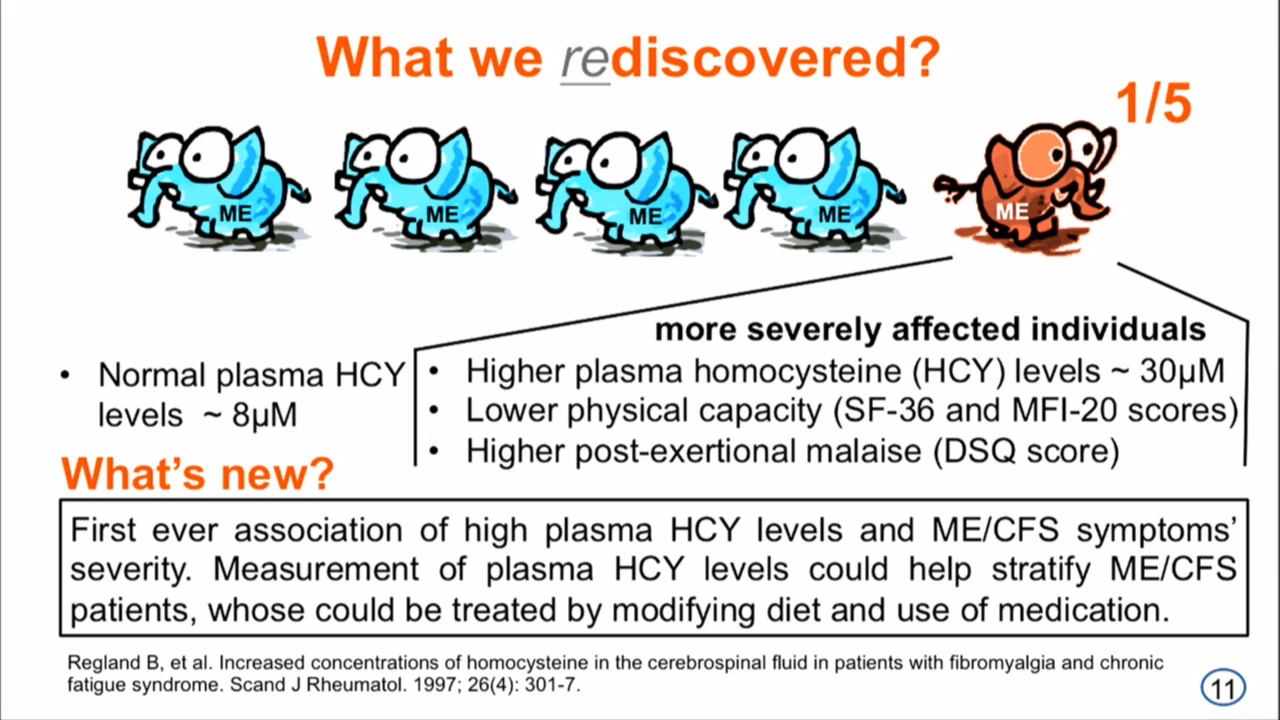 What we rediscovered?
1/5
ME
ME
ME
ME
ME
• Normal plasma HCY
levels ~ 8µM
more severely affected individuals
• Higher plasma homocysteine (HCY) levels ~ 30µM
• Lower physical capacity (SF-36 and MFI-20 scores)
• Higher post-exertional malaise (DSQ score)
What's new?
First ever association of high plasma HCY levels and ME/CFS symptoms'
severity. Measurement of plasma HCY levels could help stratify ME/CFS
patients, whose could be treated by modifying diet and use of medication.
Regland B, et al. Increased concentrations of homocysteine in the cerebrospinal fluid in patients with fibromyalgia and chronic
fatigue syndrome. Scand J Rheumatol. 1997; 26(4): 301-7.
11